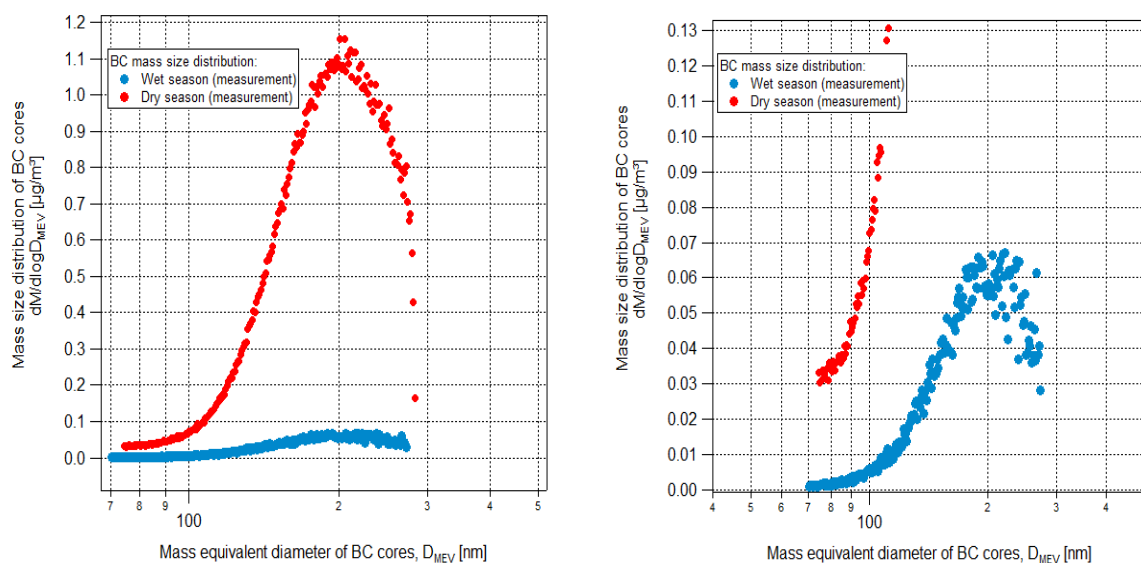 1.2
1.1
1.0
0.9
0.8
0.7
0.6
0.5
0.4
0.3
0.2
0.1
0.0
Mass size distribution of BC cores
dM/dlogD_MEV [µg/m³]
BC mass size distribution:
Wet season (measurement)
Dry season (measurement)
7 8 9 100 2 3 4 5
Mass equivalent diameter of BC cores, D_MEV [nm]
0.13
0.12
0.11
0.10
0.09
0.08
0.07
0.06
0.05
0.04
0.03
0.02
0.01
0.00
Mass size distribution of BC cores
dM/dlogD_MEV [µg/m³]
BC mass size distribution:
Wet season (measurement)
Dry season (measurement)
4 5 6 7 8 9 100 2 3 4
Mass equivalent diameter of BC cores, D_MEV [nm]